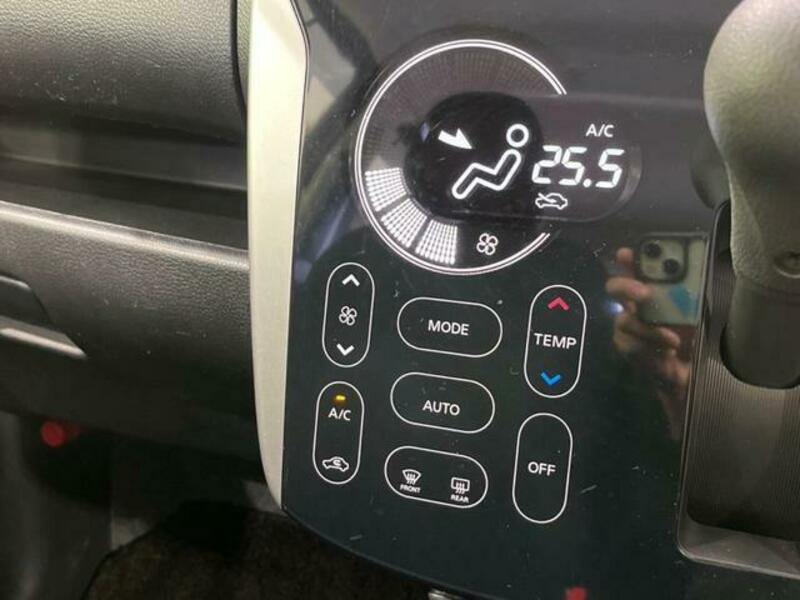 A/C
25.5
MODE
TEMP
A/C
AUTO
OFF
FRONT
REAR